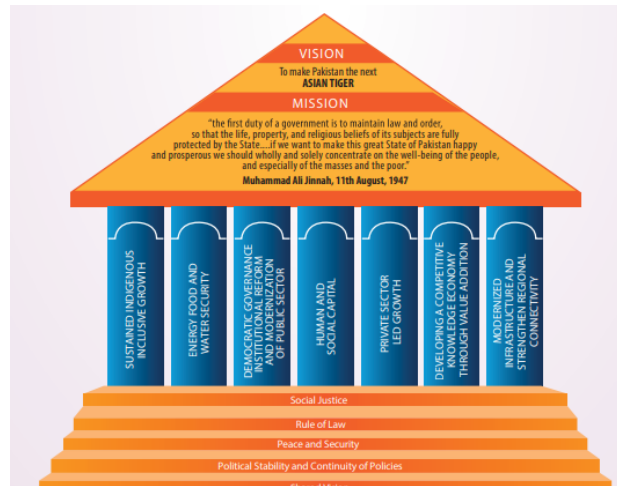 VISION
To make Pakistan the next
ASIAN TIGER
MISSION
“the first duty of a government is to maintain law and order,
so that the life, property, and religious beliefs of its subjects are fully
protected by the State....if we want to make this great State of Pakistan happy
and prosperous we should wholly and solely concentrate on the well-being of the people,
and especially of the masses and the poor.”
Muhammad Ali Jinnah, 11th August, 1947
SUSTAINED INDIGENOUS
INCLUSIVE GROWTH
ENERGY FOOD AND
WATER SECURITY
DEMOCRATIC GOVERNANCE
INSTITUTIONAL REFORM
AND MODERNIZATION
OF PUBLIC SECTOR
HUMAN AND
SOCIAL CAPITAL
PRIVATE SECTOR
LED GROWTH
DEVELOPING A COMPETITIVE
KNOWLEDGE ECONOMY
THROUGH VALUE ADDITION
MODERNIZED
INFRASTRUCTURE AND
STRENGTHEN REGIONAL
CONNECTIVITY
Social Justice
Rule of Law
Peace and Security
Political Stability and Continuity of Policies